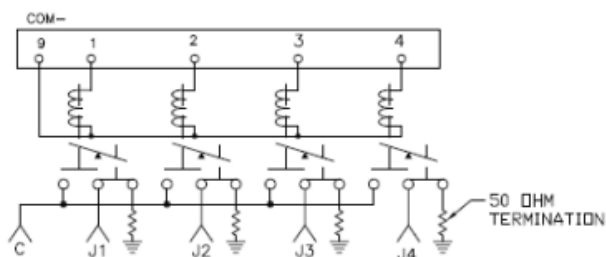 COM-
9 1 2 3 4
50 OHM
TERMINATION
C J1 J2 J3 J4